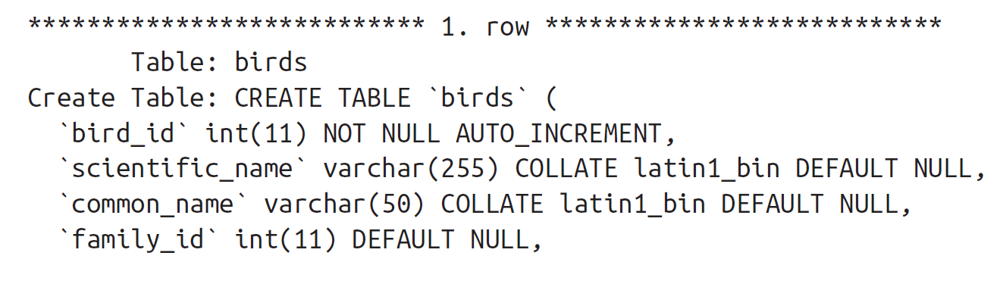 *************************** 1. row ***************************
Table: birds
Create Table: CREATE TABLE `birds` (
`bird_id` int(11) NOT NULL AUTO_INCREMENT,
`scientific_name` varchar(255) COLLATE latin1_bin DEFAULT NULL,
`common_name` varchar(50) COLLATE latin1_bin DEFAULT NULL,
`family_id` int(11) DEFAULT NULL,